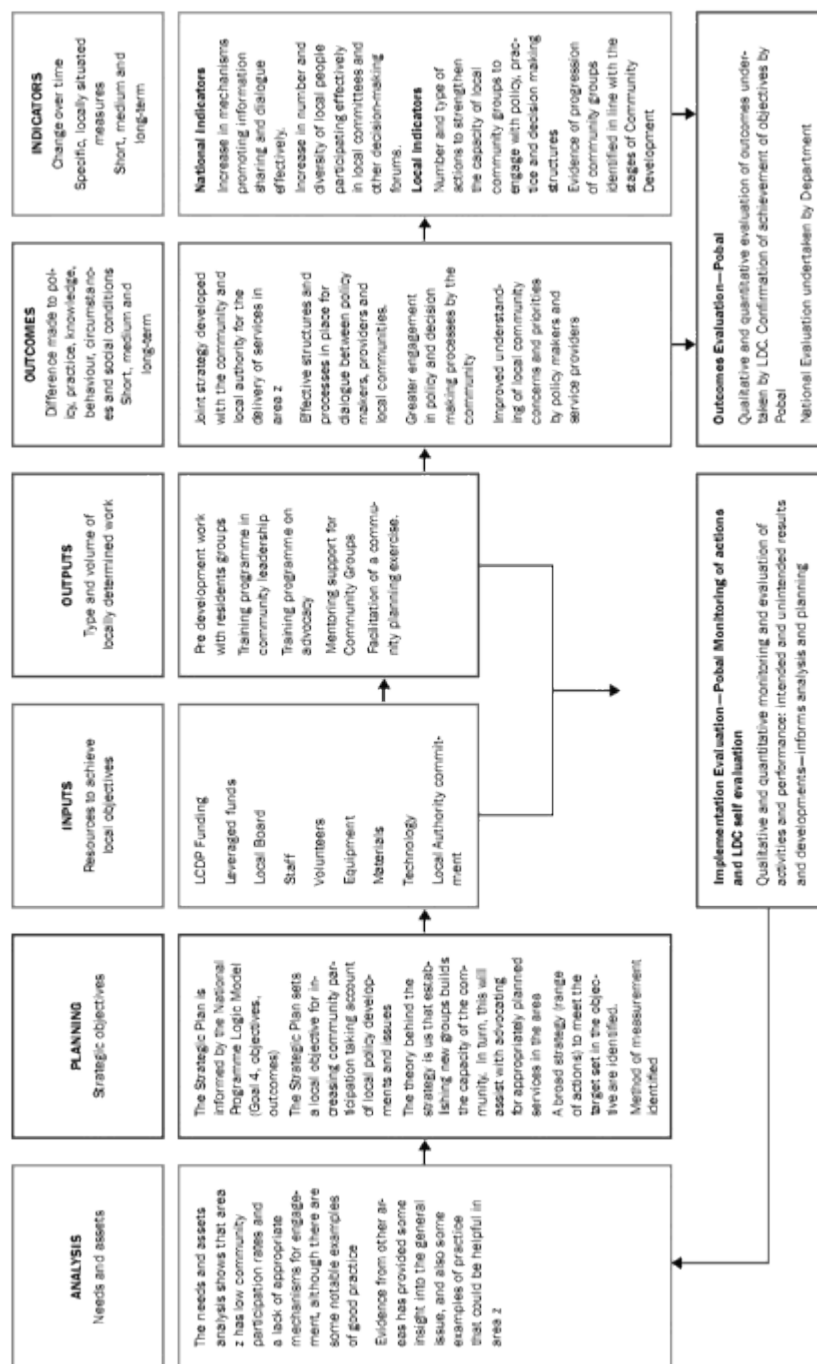 ANALYSIS
Needs and assets
The needs and assets
analysis shows that area
z has low community
participation rates and
a lack of appropriate
mechanisms for engage-
ment, although there are
some notable examples
of good practice
Evidence from other ar-
eas has provided some
insight into the general
issue, and also some
examples of practice
that could be helpful in
area z
PLANNING
Strategic objectives
The Strategic Plan is
informed by the National
Programme Logic Model
(Goal 4, objectives,
outcomes)
The Strategic Plan sets
a local objective for in-
creasing community par-
ticipation taking account
of local policy develop-
ments and issues
The theory behind the
strategy is us that estab-
lishing new groups builds
the capacity of the com-
munity. In turn, this will
assist with advocating
for appropriately planned
services in the area
A broad strategy (range
of actions) to meet the
target set in the objec-
tive are identified.
Method of measurement
identified
INPUTS
Resources to achieve
local objectives
LCDP Funding
Leveraged funds
Local Board
Staff
Volunteers
Equipment
Materials
Technology
Local Authority commit-
ment
OUTPUTS
Type and volume of
locally determined work
Pre development work
with residents groups
Training programme in
community leadership
Training programme on
advocacy
Mentoring support for
Community Groups
Facilitation of a commu-
nity planning exercise.
OUTCOMES
Difference made to pol-
icy, practice, knowledge,
behaviour, circumstanc-
es and social conditions
Short, medium and
long-term
Joint strategy developed
with the community and
local authority for the
delivery of services in
area z
Effective structures and
processes in place for
dialogue between policy
makers, providers and
local communities.
Greater engagement
in policy and decision
making processes by the
community
Improved understand-
ing of local community
concerns and priorities
by policy makers and
service providers
INDICATORS
Change over time
Specific, locally situated
measures
Short, medium and
long-term
National Indicators
Increase in mechanisms
promoting information
sharing and dialogue
effectively.
Increase in number and
diversity of local people
participating effectively
in local committees and
other decision-making
forums.
Local Indicators
Number and type of
actions to strengthen
the capacity of local
community groups to
engage with policy, prac-
tice and decision making
structures
Evidence of progression
of community groups
identified in line with the
stages of Community
Development
Implementation Evaluation—Pobal Monitoring of actions
and LDC self evaluation
Qualitative and quantitative monitoring and evaluation of
activities and performance: intended and unintended results
and developments—informs analysis and planning
Outcomes Evaluation—Pobal
Qualitative and quantitative evaluation of outcomes under-
taken by LDC. Confirmation of achievement of objectives by
Pobal
National Evaluation undertaken by Department